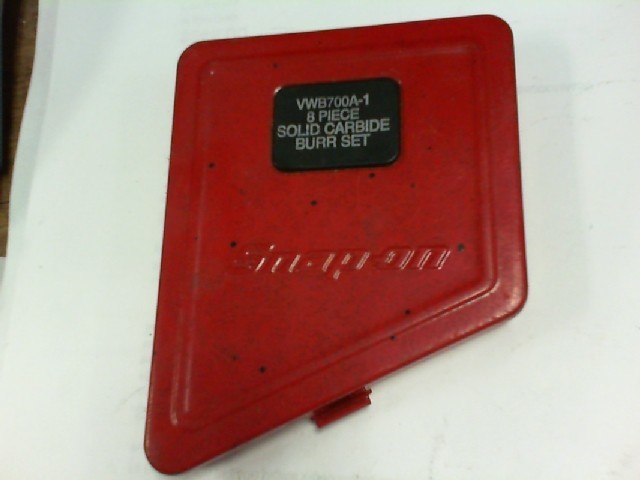 VWB700A-1
8 PIECE
SOLID CARBIDE
BURR SET
Snap-on